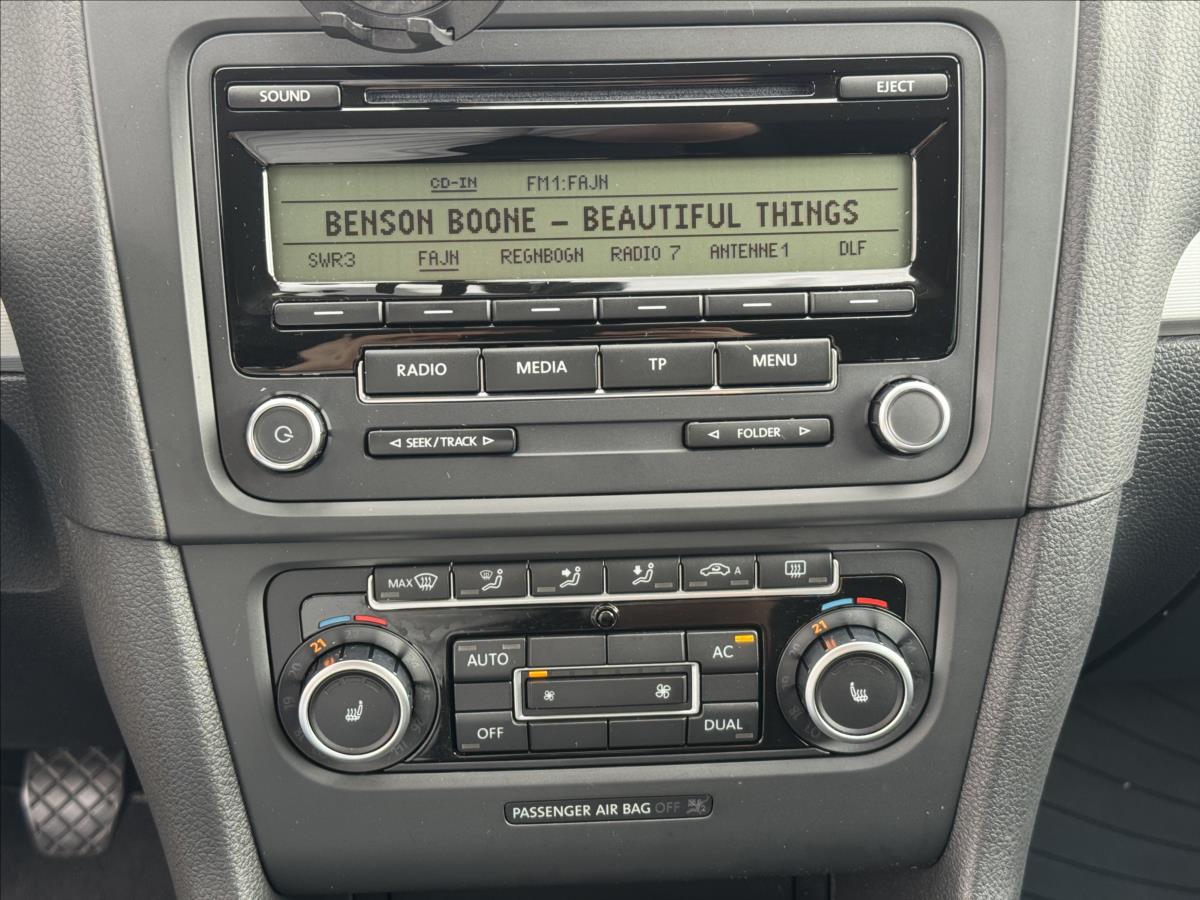 SOUND EJECT
CD-IN FM1:FAJN
BENSON BOONE – BEAUTIFUL THINGS
SWR3 FAJN REGNBOGN RADIO 7 ANTENNE1 DLF
RADIO MEDIA TP MENU
SEEK/TRACK FOLDER
MAX A
21 21
AUTO AC
OFF DUAL
PASSENGER AIR BAG OFF